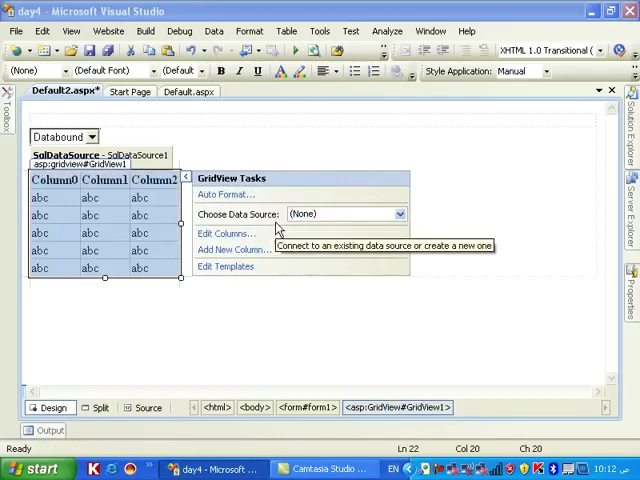 day4 - Microsoft Visual Studio
File Edit View Website Build Debug Data Format Table Tools Test Analyze Window Help
XHTML 1.0 Transitional (
(None) (Default Font) (Default B I U A Style Application: Manual
Default2.aspx* Start Page Default.aspx
Toolbox
Solution Explorer
Server Explorer
Properties
Databound
SqlDataSource - SqlDataSource1
asp:gridview#GridView1
Column0 Column1 Column2
abc abc abc
abc abc abc
abc abc abc
abc abc abc
abc abc abc
GridView Tasks
Auto Format...
Choose Data Source: (None)
Edit Columns...
Add New Column...
Connect to an existing data source or create a new one
Edit Templates
Design Split Source <html> <body> <form#form1> <asp:GridView#GridView1>
Output
Ready Ln 22 Col 20 Ch 20
start day4 - Microsoft ... Camtasia Studio ... EN 10:12 ص